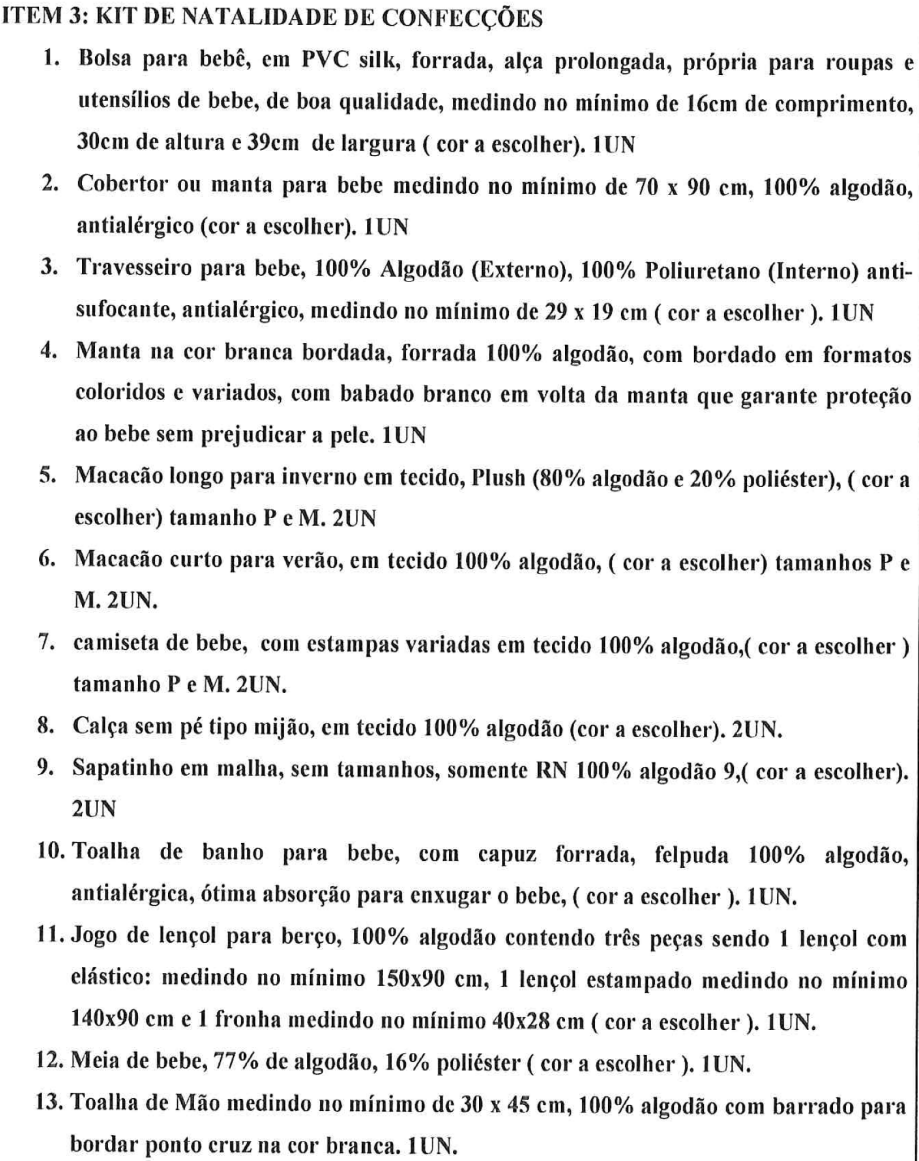 ITEM 3: KIT DE NATALIDADE DE CONFECÇÕES
1. Bolsa para bebê, em PVC silk, forrada, alça prolongada, própria para roupas e
utensílios de bebe, de boa qualidade, medindo no mínimo de 16cm de comprimento,
30cm de altura e 39cm de largura ( cor a escolher). 1UN
2. Cobertor ou manta para bebe medindo no mínimo de 70 x 90 cm, 100% algodão,
antialérgico (cor a escolher). 1UN
3. Travesseiro para bebe, 100% Algodão (Externo), 100% Poliuretano (Interno) anti-
sufocante, antialérgico, medindo no mínimo de 29 x 19 cm ( cor a escolher ). 1UN
4. Manta na cor branca bordada, forrada 100% algodão, com bordado em formatos
coloridos e variados, com babado branco em volta da manta que garante proteção
ao bebe sem prejudicar a pele. 1UN
5. Macacão longo para inverno em tecido, Plush (80% algodão e 20% poliéster), ( cor a
escolher) tamanho P e M. 2UN
6. Macacão curto para verão, em tecido 100% algodão, ( cor a escolher) tamanhos P e
M. 2UN.
7. camiseta de bebe, com estampas variadas em tecido 100% algodão,( cor a escolher )
tamanho P e M. 2UN.
8. Calça sem pé tipo mijão, em tecido 100% algodão (cor a escolher). 2UN.
9. Sapatinho em malha, sem tamanhos, somente RN 100% algodão 9,( cor a escolher).
2UN
10. Toalha de banho para bebe, com capuz forrada, felpuda 100% algodão,
antialérgica, ótima absorção para enxugar o bebe, ( cor a escolher ). 1UN.
11. Jogo de lençol para berço, 100% algodão contendo três peças sendo 1 lençol com
elástico: medindo no mínimo 150x90 cm, 1 lençol estampado medindo no mínimo
140x90 cm e 1 fronha medindo no mínimo 40x28 cm ( cor a escolher ). 1UN.
12. Meia de bebe, 77% de algodão, 16% poliéster ( cor a escolher ). 1UN.
13. Toalha de Mão medindo no mínimo de 30 x 45 cm, 100% algodão com barrado para
bordar ponto cruz na cor branca. 1UN.